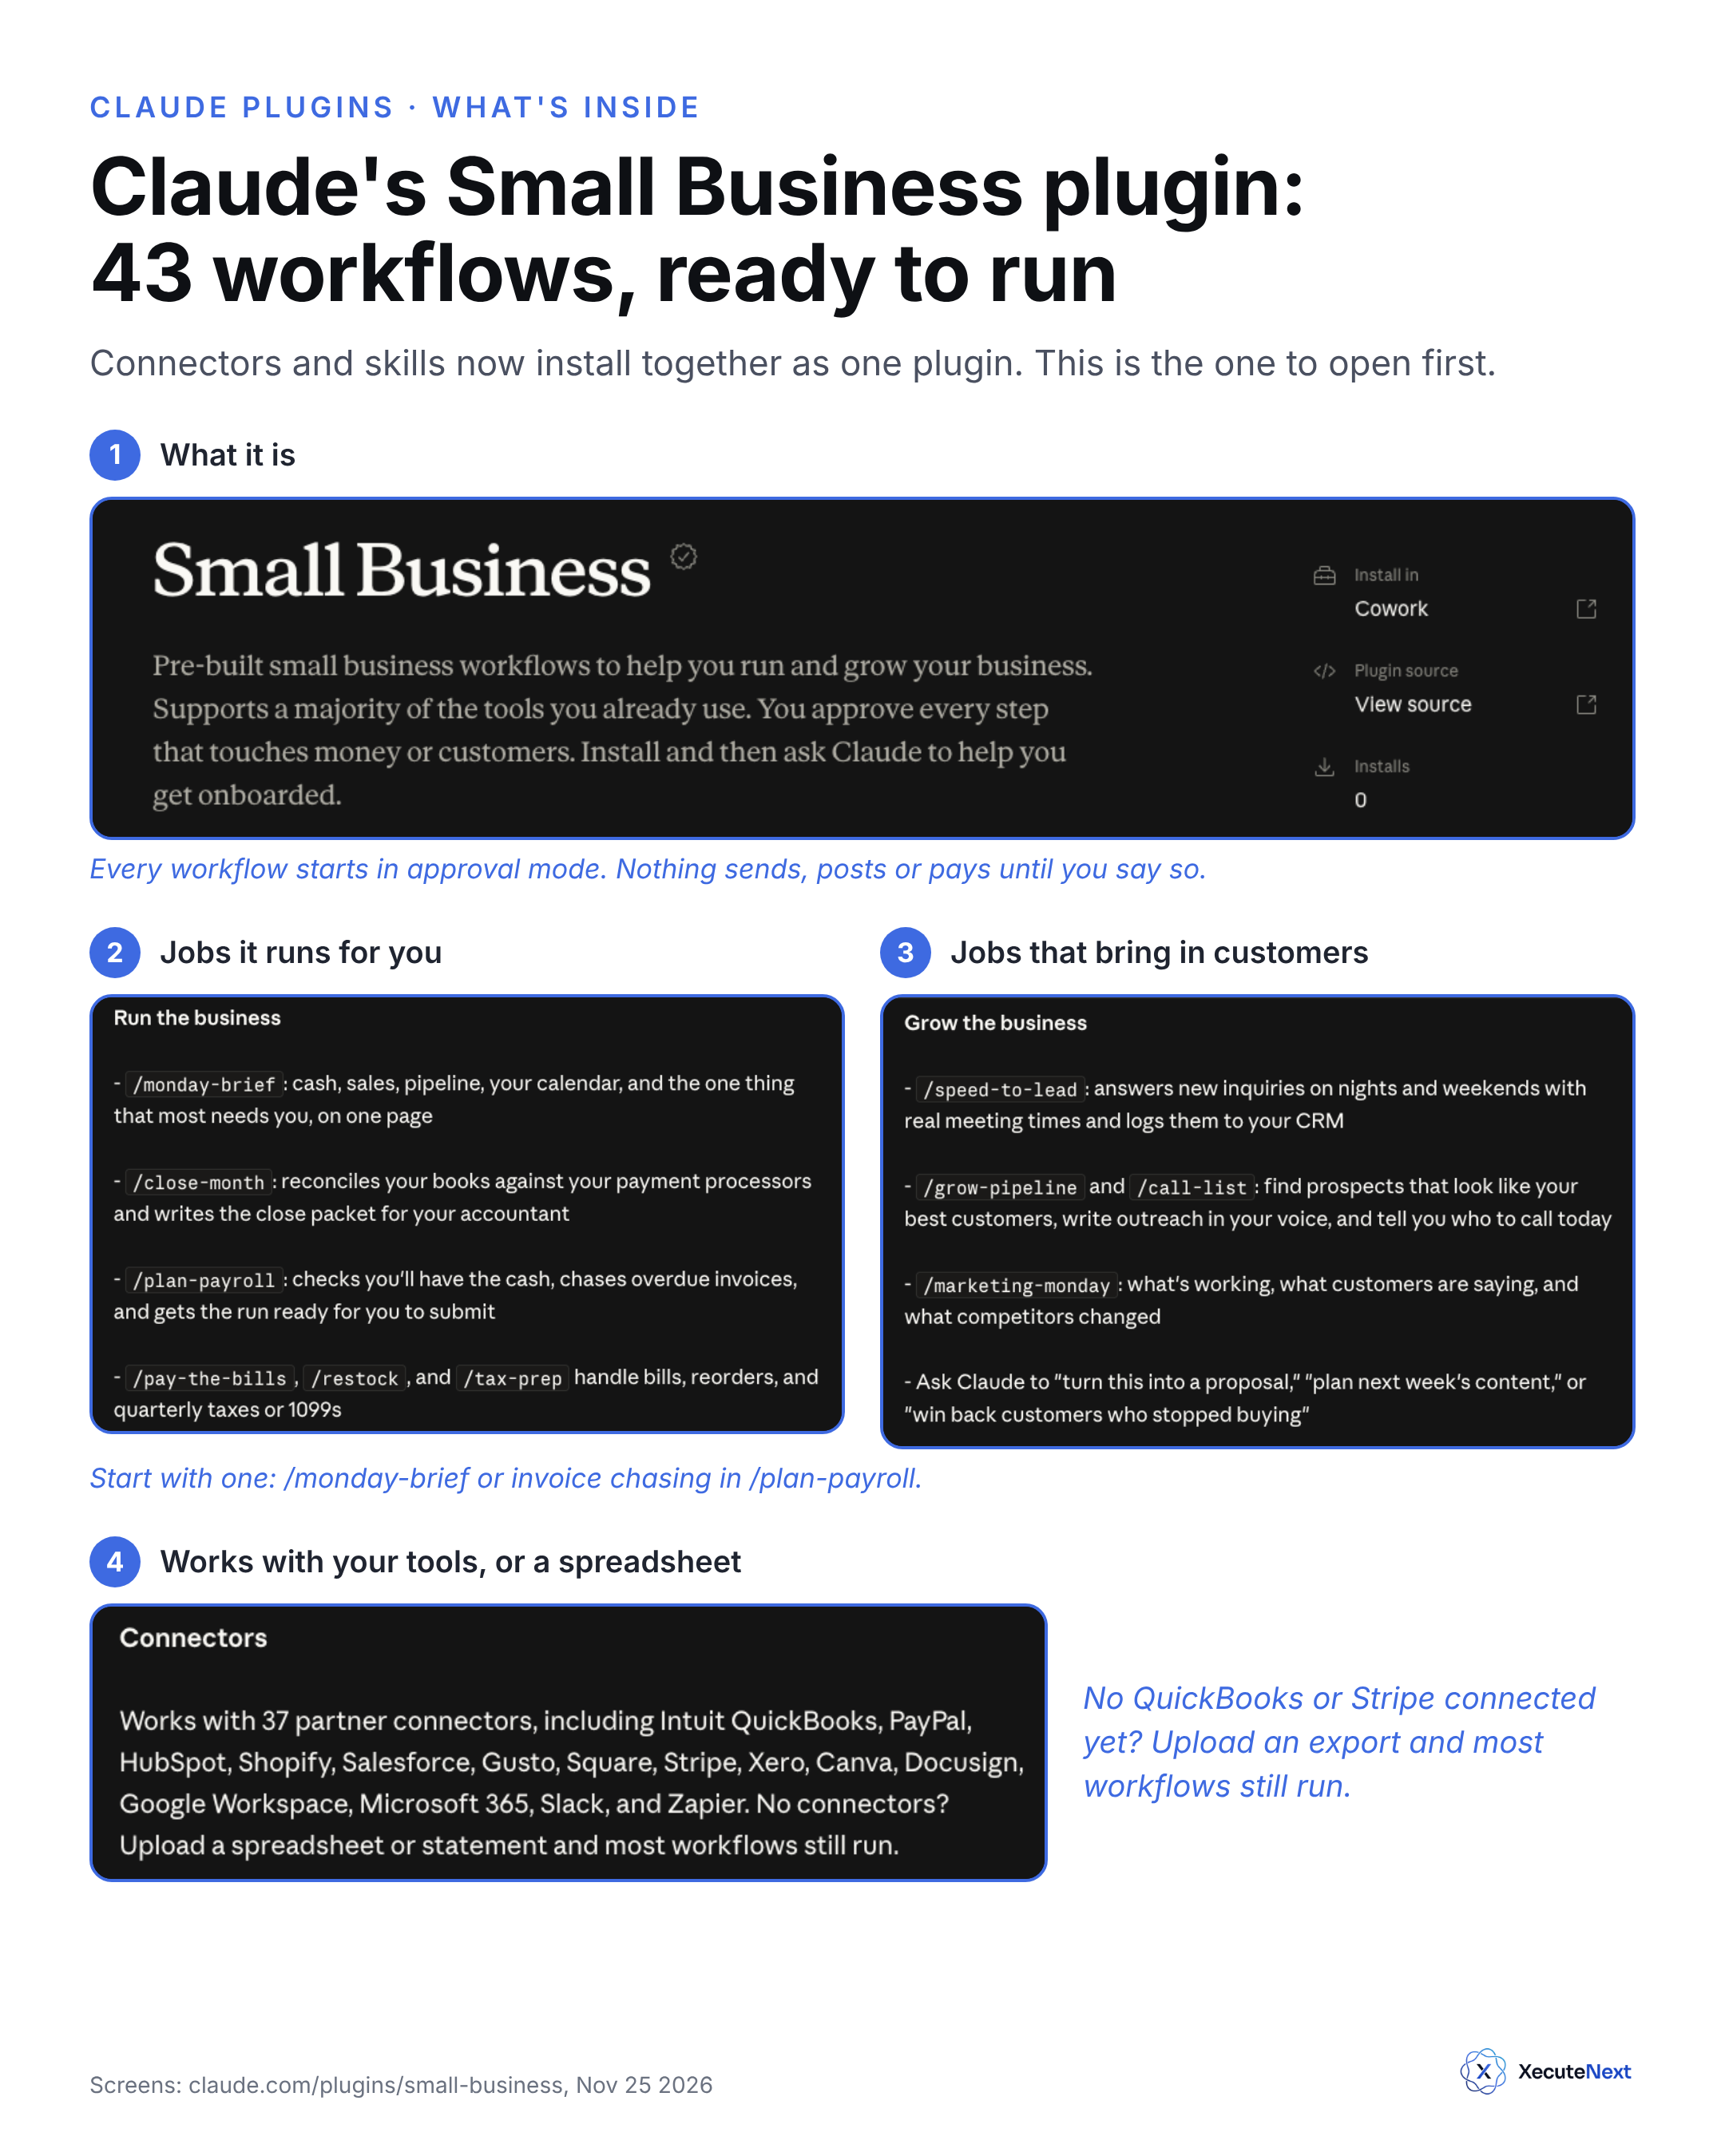 CLAUDE PLUGINS · WHAT'S INSIDE
Claude's Small Business plugin:
43 workflows, ready to run
Connectors and skills now install together as one plugin. This is the one to open first.
1 What it is
Small Business
Pre-built small business workflows to help you run and grow your business.
Supports a majority of the tools you already use. You approve every step
that touches money or customers. Install and then ask Claude to help you
get onboarded.
Install in
Cowork
</> Plugin source
View source
Installs
0
Every workflow starts in approval mode. Nothing sends, posts or pays until you say so.
2 Jobs it runs for you
Run the business
- /monday-brief: cash, sales, pipeline, your calendar, and the one thing
that most needs you, on one page
- /close-month: reconciles your books against your payment processors
and writes the close packet for your accountant
- /plan-payroll: checks you'll have the cash, chases overdue invoices,
and gets the run ready for you to submit
- /pay-the-bills, /restock, and /tax-prep handle bills, reorders, and
quarterly taxes or 1099s
3 Jobs that bring in customers
Grow the business
- /speed-to-lead: answers new inquiries on nights and weekends with
real meeting times and logs them to your CRM
- /grow-pipeline and /call-list: find prospects that look like your
best customers, write outreach in your voice, and tell you who to call today
- /marketing-monday: what's working, what customers are saying, and
what competitors changed
- Ask Claude to "turn this into a proposal," "plan next week's content," or
"win back customers who stopped buying"
Start with one: /monday-brief or invoice chasing in /plan-payroll.
4 Works with your tools, or a spreadsheet
Connectors
Works with 37 partner connectors, including Intuit QuickBooks, PayPal,
HubSpot, Shopify, Salesforce, Gusto, Square, Stripe, Xero, Canva, Docusign,
Google Workspace, Microsoft 365, Slack, and Zapier. No connectors?
Upload a spreadsheet or statement and most workflows still run.
No QuickBooks or Stripe connected
yet? Upload an export and most
workflows still run.
Screens: claude.com/plugins/small-business, Nov 25 2026
X XecuteNext